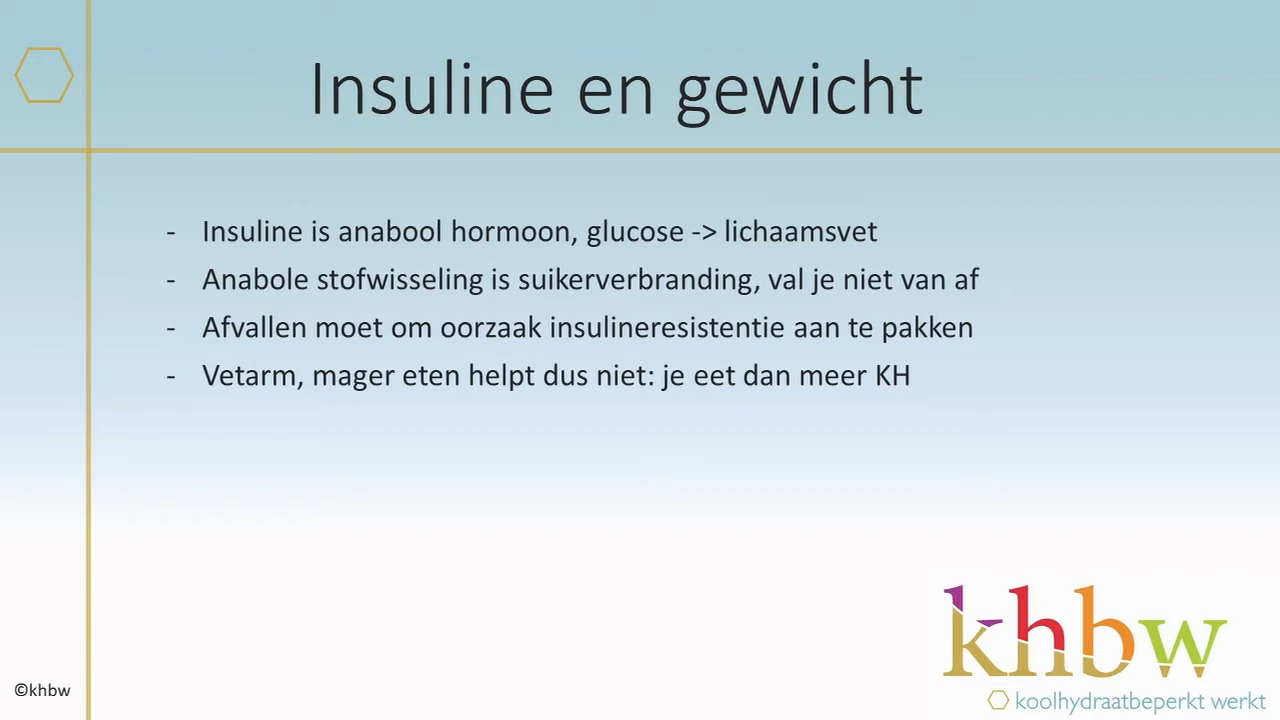 Insuline en gewicht
- Insuline is anabool hormoon, glucose -> lichaamsvet
- Anabole stofwisseling is suikerverbranding, val je niet van af
- Afvallen moet om oorzaak insulineresistentie aan te pakken
- Vetarm, mager eten helpt dus niet: je eet dan meer KH
khbw
koolhydraatbeperkt werkt
©khbw